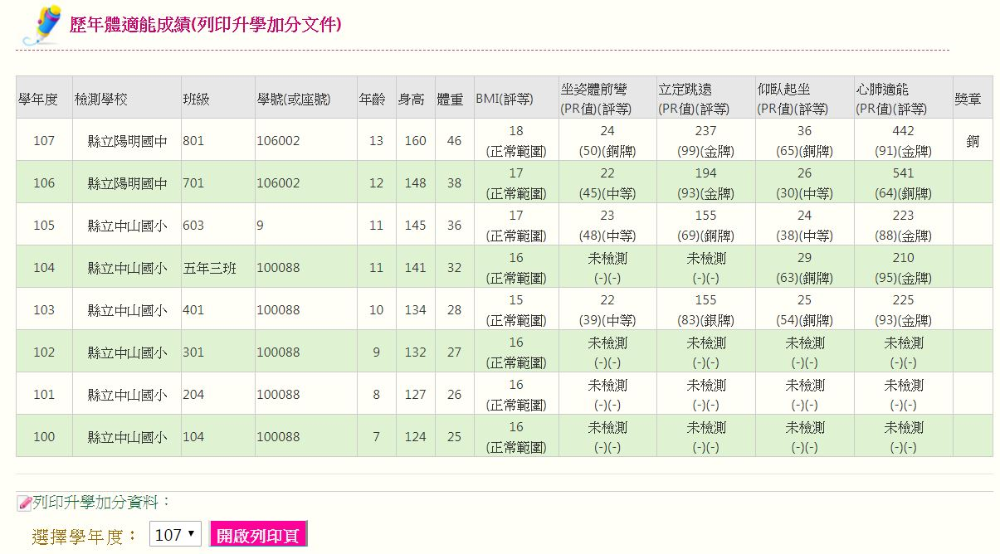 歷年體適能成績(列印升學加分文件)
學年度 檢測學校 班級 學號(或座號) 年齡 身高 體重 BMI(評等) 坐姿體前彎 立定跳遠 仰臥起坐 心肺適能 獎章
(PR值)(評等) (PR值)(評等) (PR值)(評等) (PR值)(評等)
107 縣立陽明國中 801 106002 13 160 46 18 24 237 36 442 銅
(正常範圍) (50)(銅牌) (99)(金牌) (65)(銅牌) (91)(金牌)
106 縣立陽明國中 701 106002 12 148 38 17 22 194 26 541
(正常範圍) (45)(中等) (93)(金牌) (30)(中等) (64)(銅牌)
105 縣立中山國小 603 9 11 145 36 17 23 155 24 223
(正常範圍) (48)(中等) (69)(銅牌) (38)(中等) (88)(金牌)
104 縣立中山國小 五年三班 100088 11 141 32 16 未檢測 未檢測 29 210
(正常範圍) (-)(-) (-)(-) (63)(銅牌) (95)(金牌)
103 縣立中山國小 401 100088 10 134 28 15 22 155 25 225
(正常範圍) (39)(中等) (83)(銀牌) (54)(銅牌) (93)(金牌)
102 縣立中山國小 301 100088 9 132 27 16 未檢測 未檢測 未檢測 未檢測
(正常範圍) (-)(-) (-)(-) (-)(-) (-)(-)
101 縣立中山國小 204 100088 8 127 26 16 未檢測 未檢測 未檢測 未檢測
(正常範圍) (-)(-) (-)(-) (-)(-) (-)(-)
100 縣立中山國小 104 100088 7 124 25 16 未檢測 未檢測 未檢測 未檢測
(正常範圍) (-)(-) (-)(-) (-)(-) (-)(-)
列印升學加分資料：
選擇學年度： 107 開啟列印頁